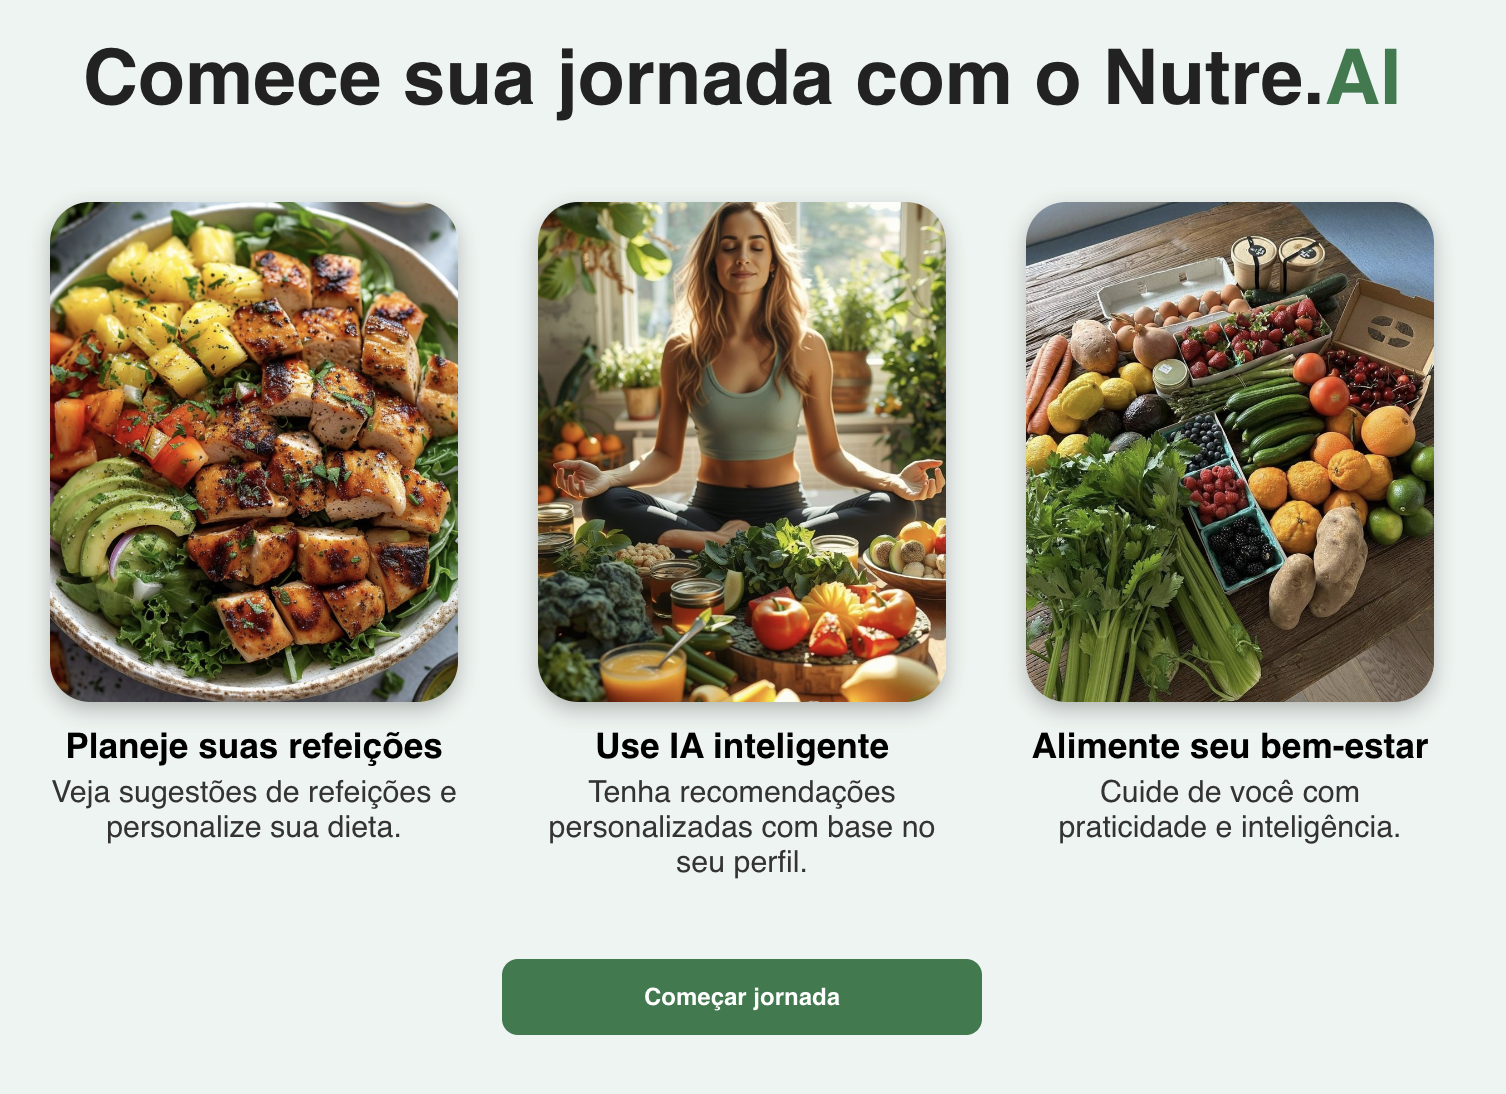 Comece sua jornada com o Nutre.AI
Planeje suas refeições
Veja sugestões de refeições e
personalize sua dieta.
Use IA inteligente
Tenha recomendações
personalizadas com base no
seu perfil.
Alimente seu bem-estar
Cuide de você com
praticidade e inteligência.
Começar jornada